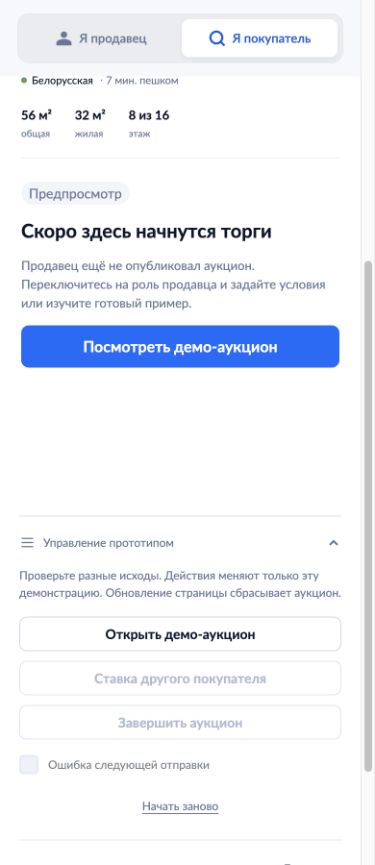 Я продавец
Я покупатель
Белорусская · 7 мин. пешком
56 м² 32 м² 8 из 16
общая жилая этаж
Предпросмотр
Скоро здесь начнутся торги
Продавец ещё не опубликовал аукцион.
Переключитесь на роль продавца и задайте условия
или изучите готовый пример.
Посмотреть демо-аукцион
Управление прототипом
Проверьте разные исходы. Действия меняют только эту
демонстрацию. Обновление страницы сбрасывает аукцион.
Открыть демо-аукцион
Ставка другого покупателя
Завершить аукцион
Ошибка следующей отправки
Начать заново